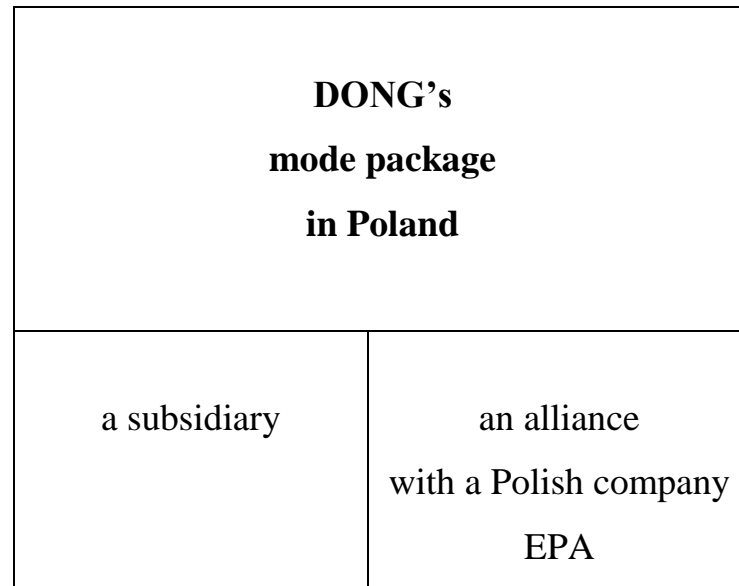 DONG’s
mode package
in Poland
a subsidiary
an alliance
with a Polish company
EPA